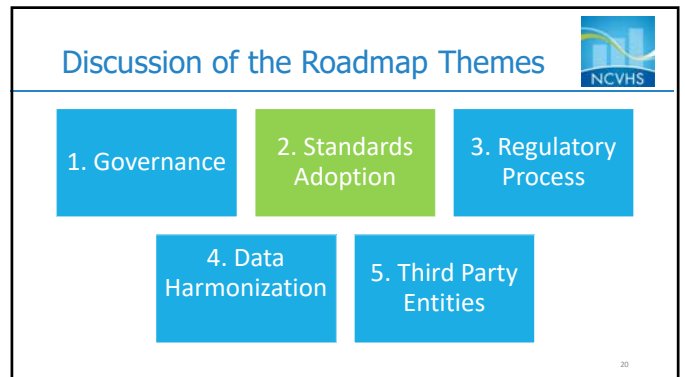 Discussion of the Roadmap Themes
NCVHS
1. Governance
2. Standards
Adoption
3. Regulatory
Process
4. Data
Harmonization
5. Third Party
Entities
20